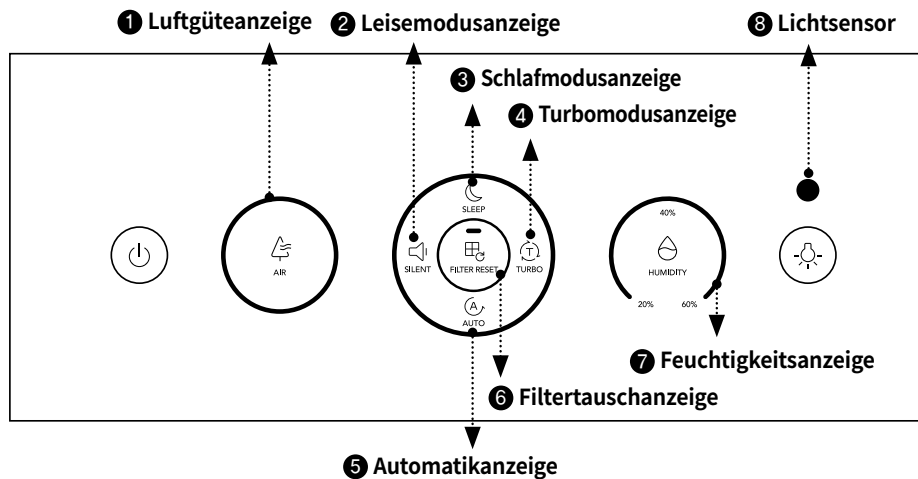 ❶ Luftgüteanzeige
❷ Leisemodusanzeige
❽ Lichtsensor
❸ Schlafmodusanzeige
❹ Turbomodusanzeige
SLEEP
40%
AIR
SILENT
FILTER RESET
T
TURBO
HUMIDITY
A
AUTO
20%
60%
❼ Feuchtigkeitsanzeige
❻ Filtertauschanzeige
❺ Automatikanzeige